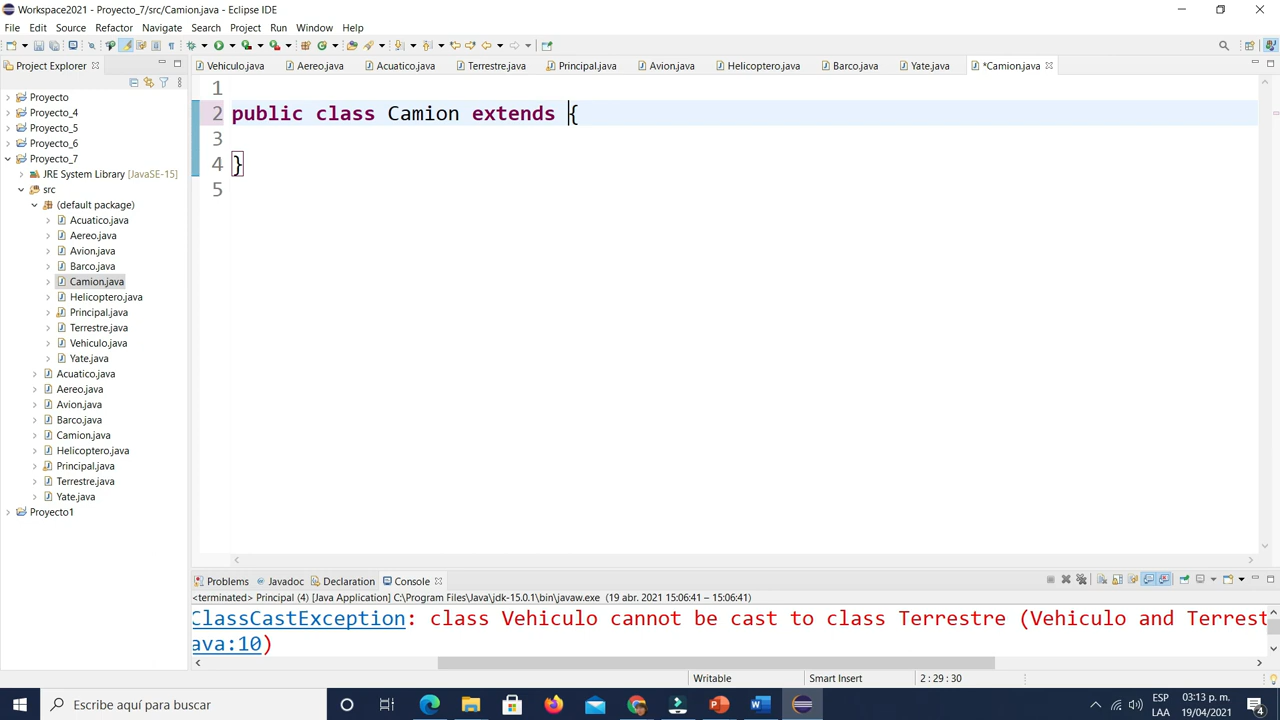 Workspace2021 - Proyecto_7/src/Camion.java - Eclipse IDE
File Edit Source Refactor Navigate Search Project Run Window Help
Project Explorer
Vehiculo.java Aereo.java Acuatico.java Terrestre.java Principal.java Avion.java Helicoptero.java Barco.java Yate.java *Camion.java
Proyecto
Proyecto_4
Proyecto_5
Proyecto_6
Proyecto_7
JRE System Library [JavaSE-15]
src
(default package)
Acuatico.java
Aereo.java
Avion.java
Barco.java
Camion.java
Helicoptero.java
Principal.java
Terrestre.java
Vehiculo.java
Yate.java
Acuatico.java
Aereo.java
Avion.java
Barco.java
Camion.java
Helicoptero.java
Principal.java
Terrestre.java
Yate.java
Proyecto1
1
2 public class Camion extends {
3
4 }
5
Problems Javadoc Declaration Console
<terminated> Principal (4) [Java Application] C:\Program Files\Java\jdk-15.0.1\bin\javaw.exe (19 abr. 2021 15:06:41 – 15:06:41)
ClassCastException: class Vehiculo cannot be cast to class Terrestre (Vehiculo and Terrest
ava:10)
Writable Smart Insert 2 : 29 : 30
Escribe aquí para buscar
ESP
LAA
03:13 p. m.
19/04/2021
4